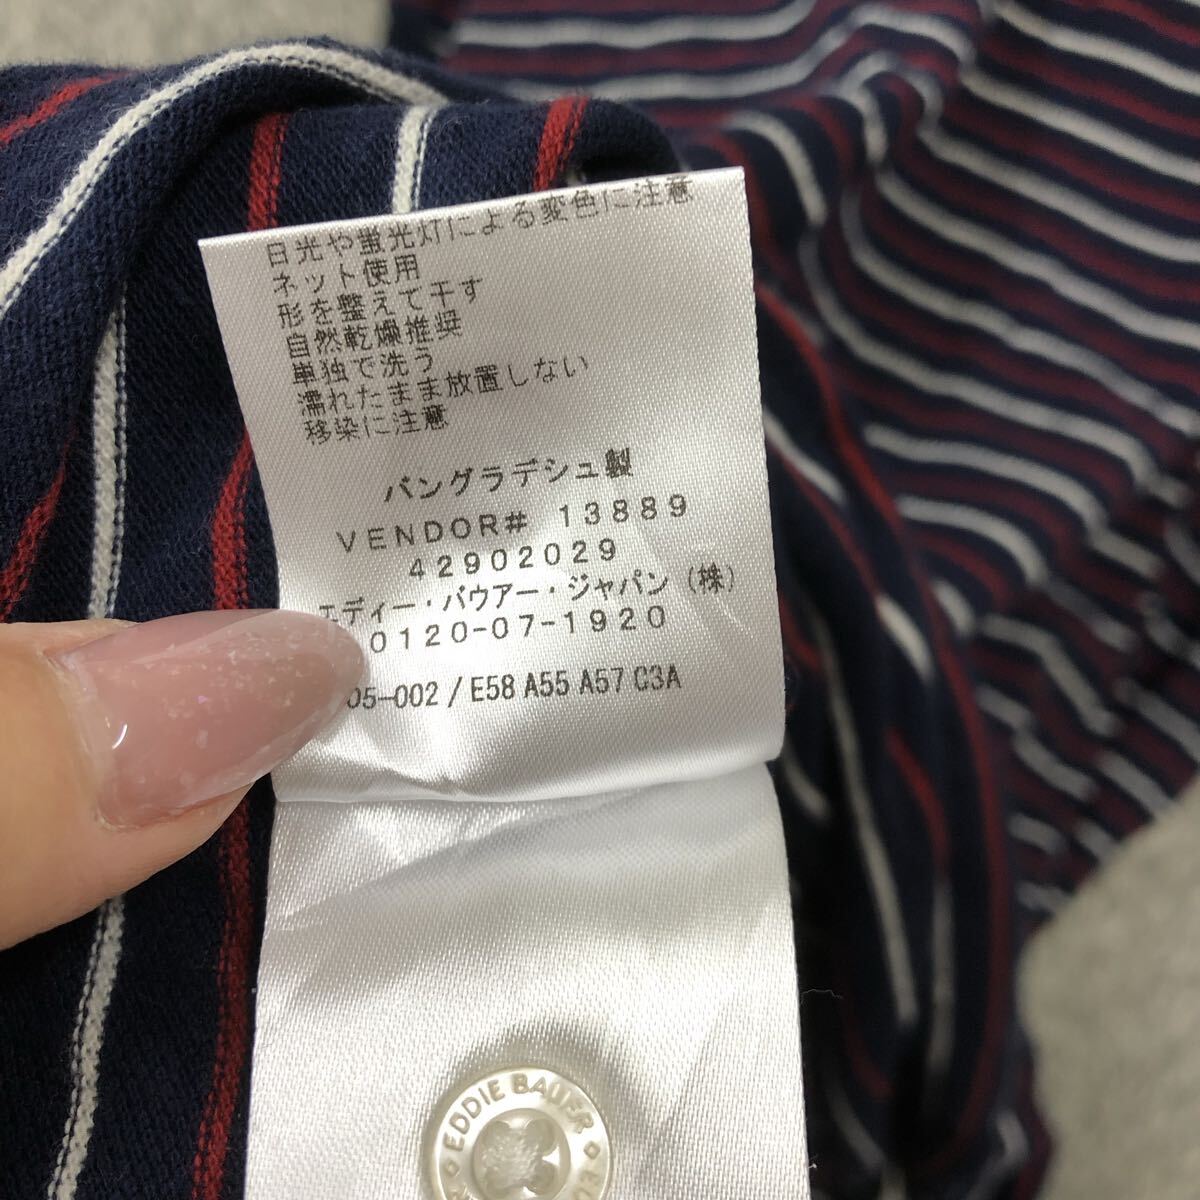 日光や蛍光灯による変色に注意
ネット使用
形を整えて干す
自然乾燥推奨
単独で洗う
濡れたまま放置しない
移染に注意
バングラデシュ製
VENDOR# 13889
42902029
エディー・バウアー・ジャパン(株)
0120-07-1920
05-002 / E58 A55 A57 C3A
EDDIE BAUER